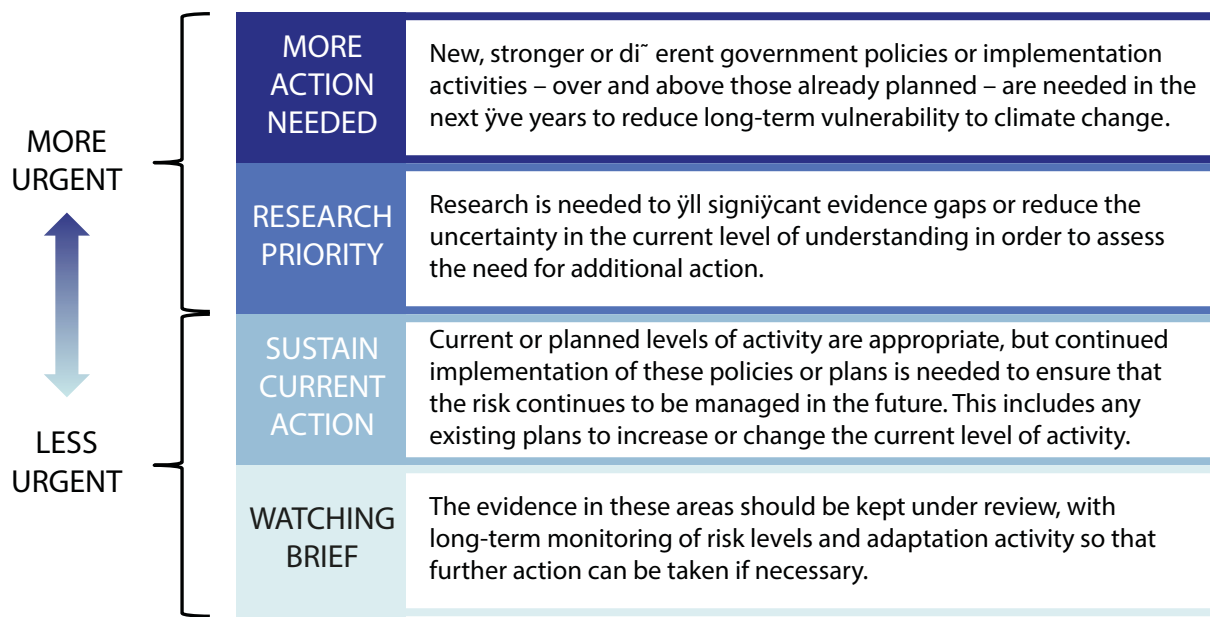 MORE
URGENT
LESS
URGENT
MORE
ACTION
NEEDED
New, stronger or di˜ erent government policies or implementation
activities – over and above those already planned – are needed in the
next ÿve years to reduce long-term vulnerability to climate change.
RESEARCH
PRIORITY
Research is needed to ÿll signiÿcant evidence gaps or reduce the
uncertainty in the current level of understanding in order to assess
the need for additional action.
SUSTAIN
CURRENT
ACTION
Current or planned levels of activity are appropriate, but continued
implementation of these policies or plans is needed to ensure that
the risk continues to be managed in the future. This includes any
existing plans to increase or change the current level of activity.
WATCHING
BRIEF
The evidence in these areas should be kept under review, with
long-term monitoring of risk levels and adaptation activity so that
further action can be taken if necessary.